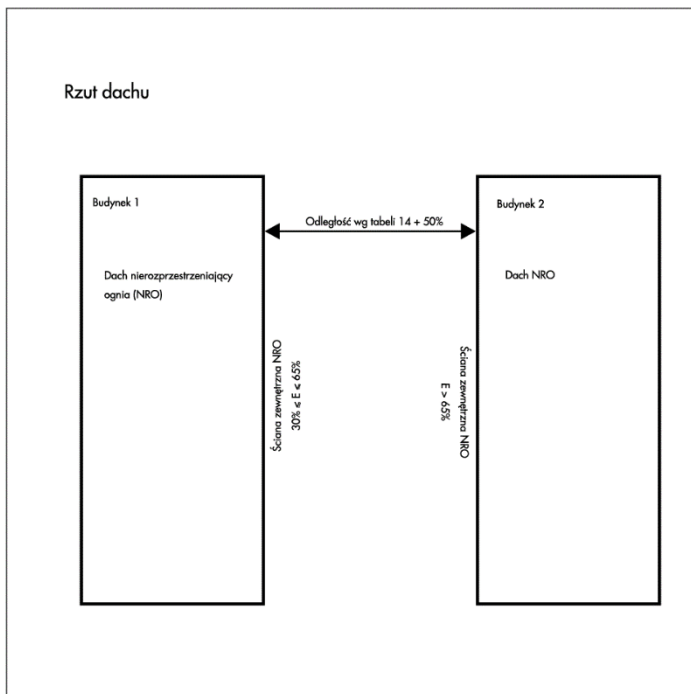 Rzut dachu
Budynek 1
Odległość wg tabeli 14 + 50%
Budynek 2
Dach nierozprzestrzeniający
ognia (NRO)
Dach NRO
Ściana zewnętrzna NRO
30% ≤ E ≤ 65%
Ściana zewnętrzna NRO
E > 65%